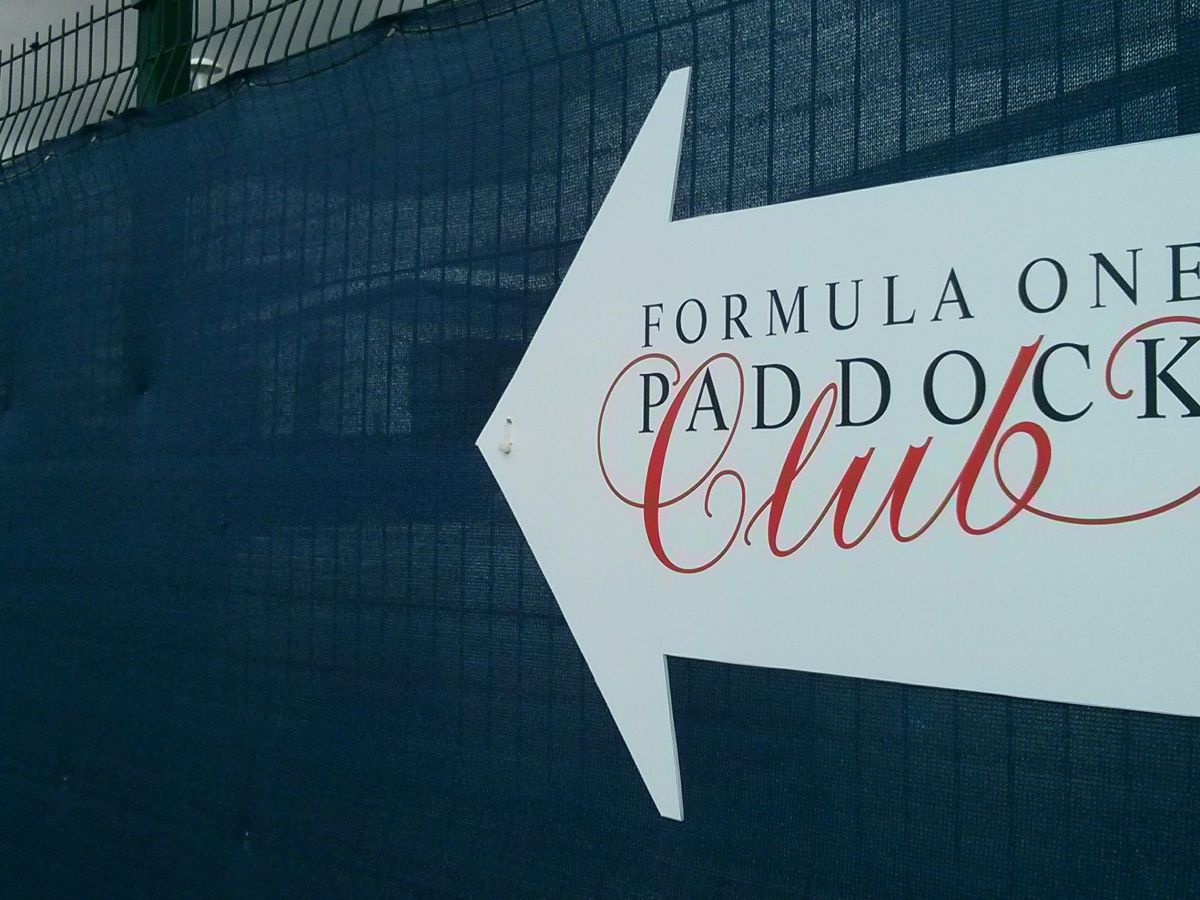 FORMULA ONE
PADDOCK
Club